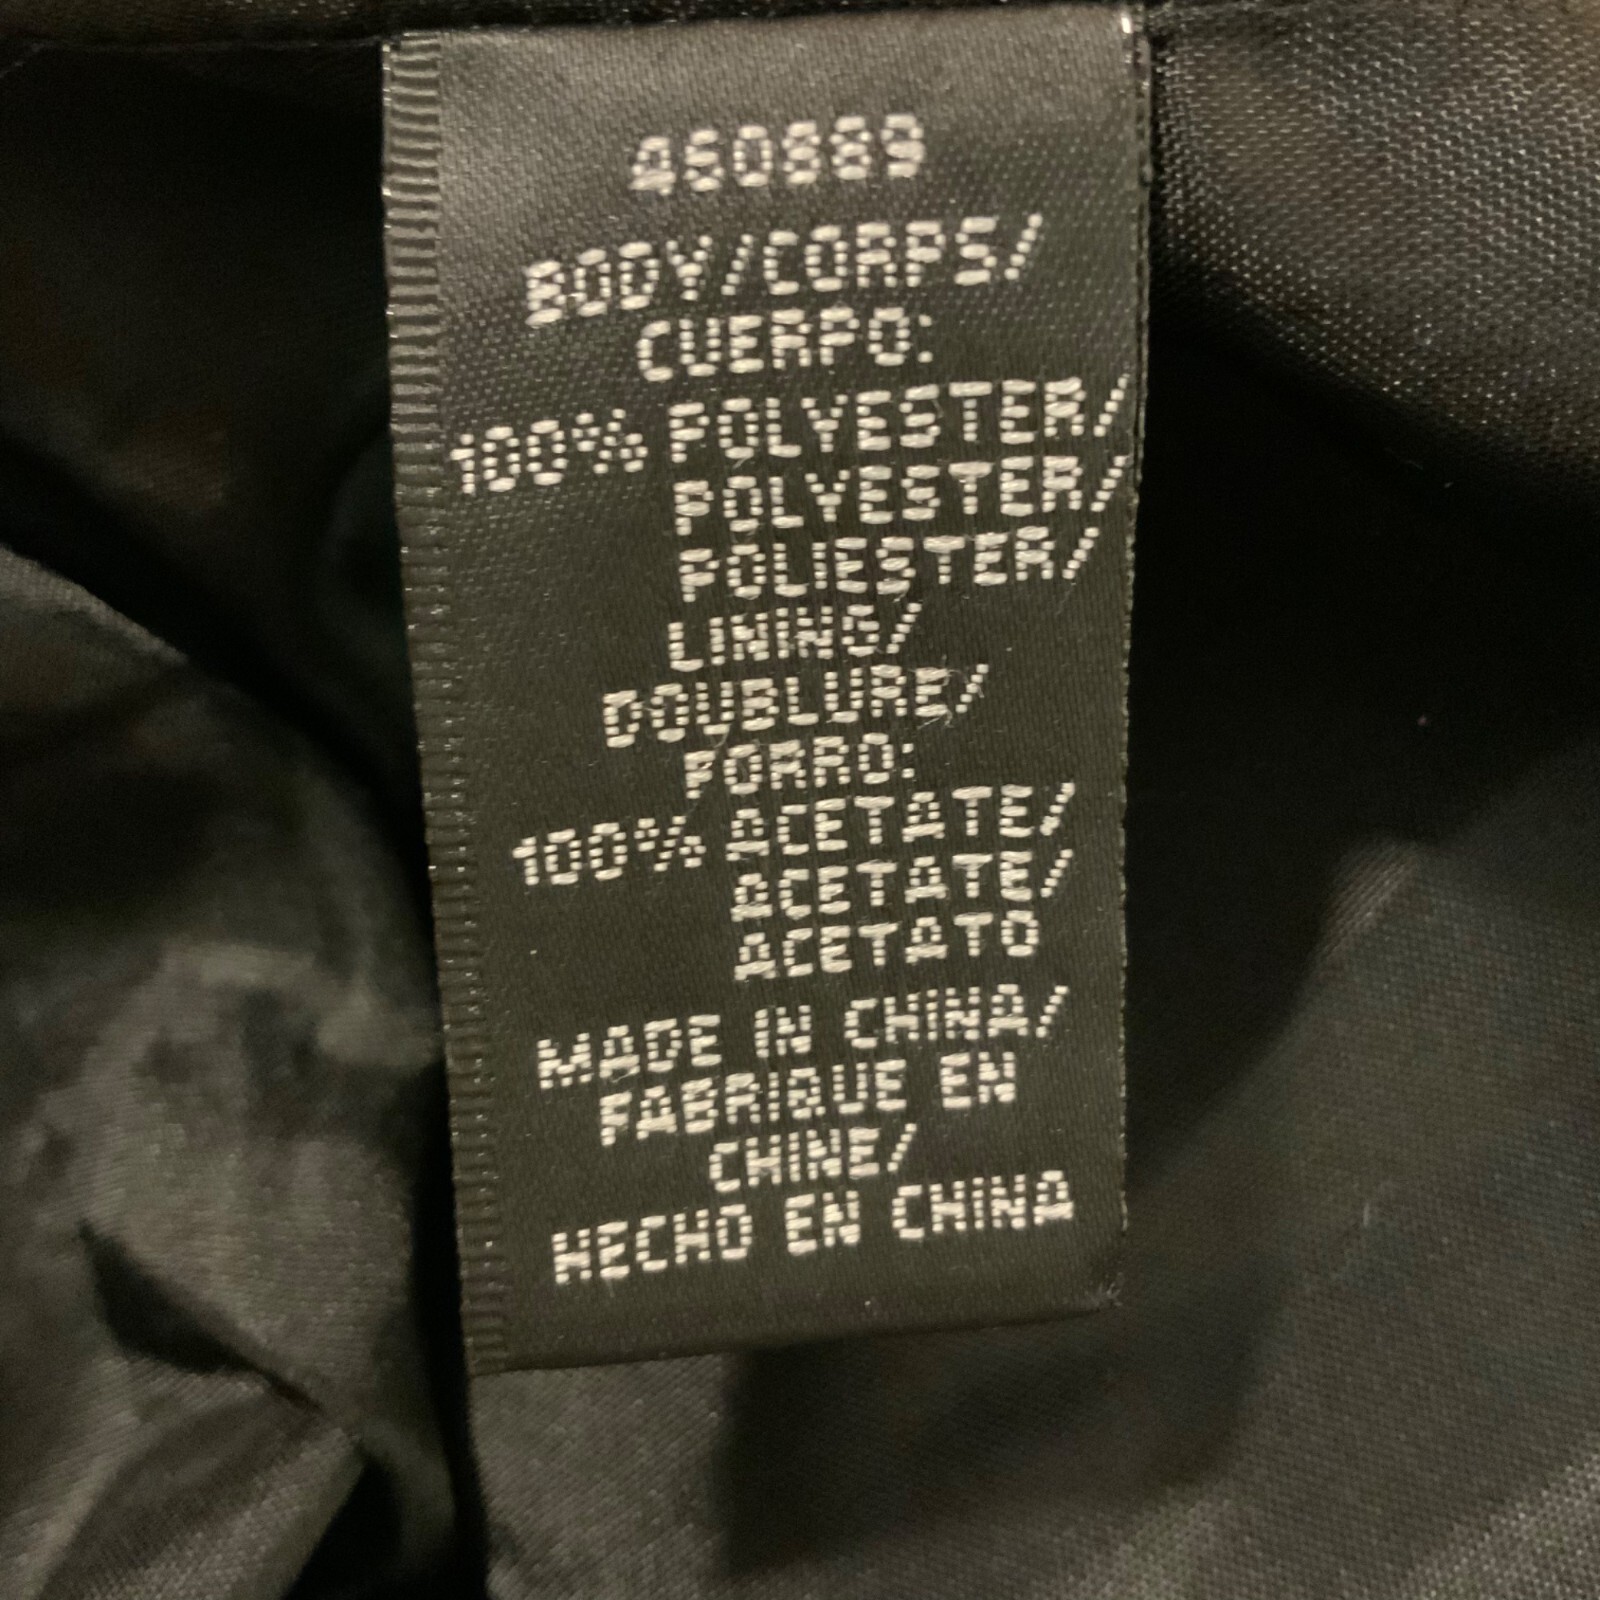 460889
BODY/CORPS/
CUERPO:
100% POLYESTER/
POLYESTER/
POLIESTER/
LINING/
DOUBLURE/
FORRO:
100% ACETATE/
ACETATE/
ACETATO
MADE IN CHINA/
FABRIQUE EN
CHINE/
HECHO EN CHINA